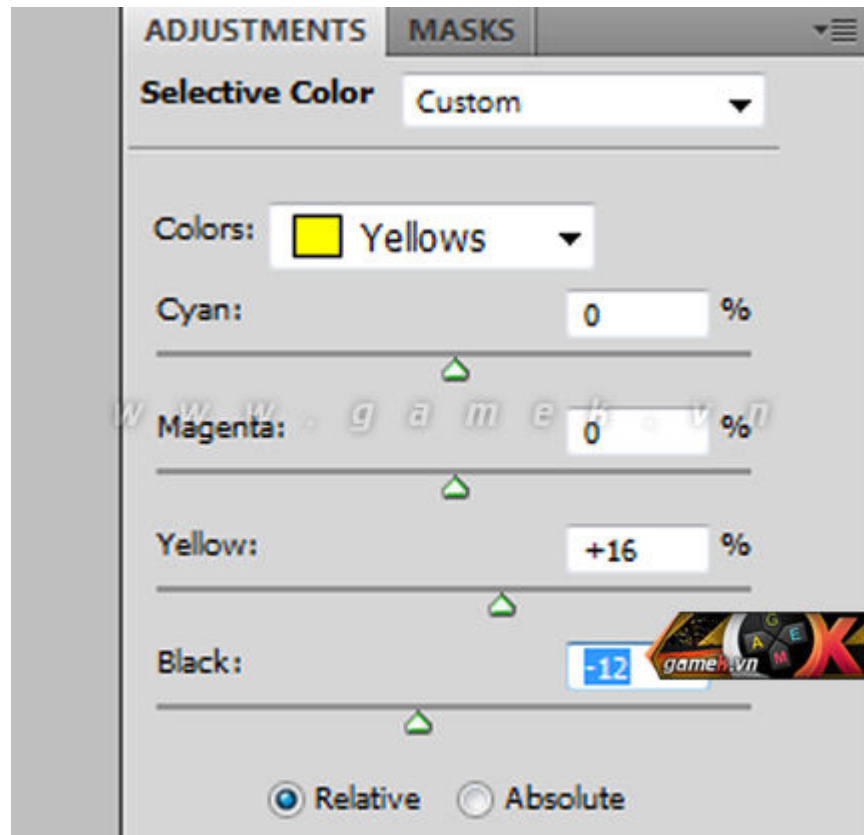 ADJUSTMENTS MASKS
Selective Color Custom
Colors: Yellows
Cyan: 0 %
www.gamek.vn
Magenta: 0 %
Yellow: +16 %
Black: -12
GAME K
gamek.vn
Relative Absolute